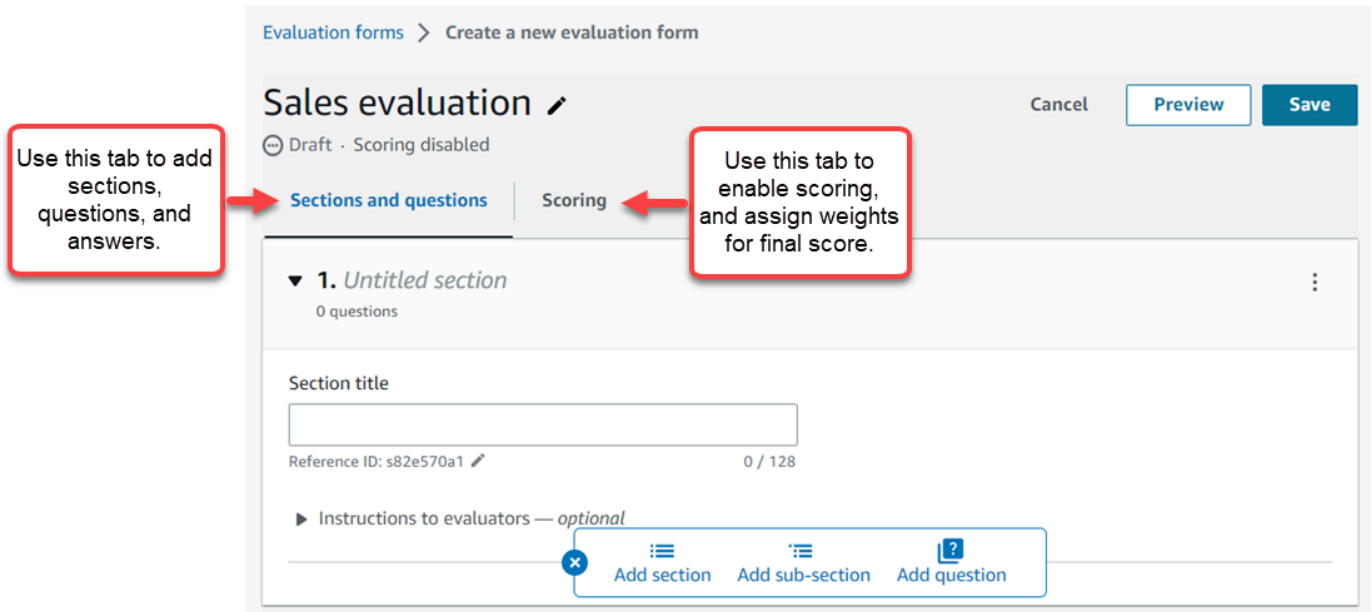 Evaluation forms > Create a new evaluation form
Sales evaluation
Cancel
Preview
Save
Draft · Scoring disabled
Use this tab to add
sections,
questions, and
answers.
Sections and questions
Scoring
Use this tab to
enable scoring,
and assign weights
for final score.
1. Untitled section
0 questions
Section title
Reference ID: s82e570a1
0 / 128
Instructions to evaluators — optional
Add section
Add sub-section
Add question